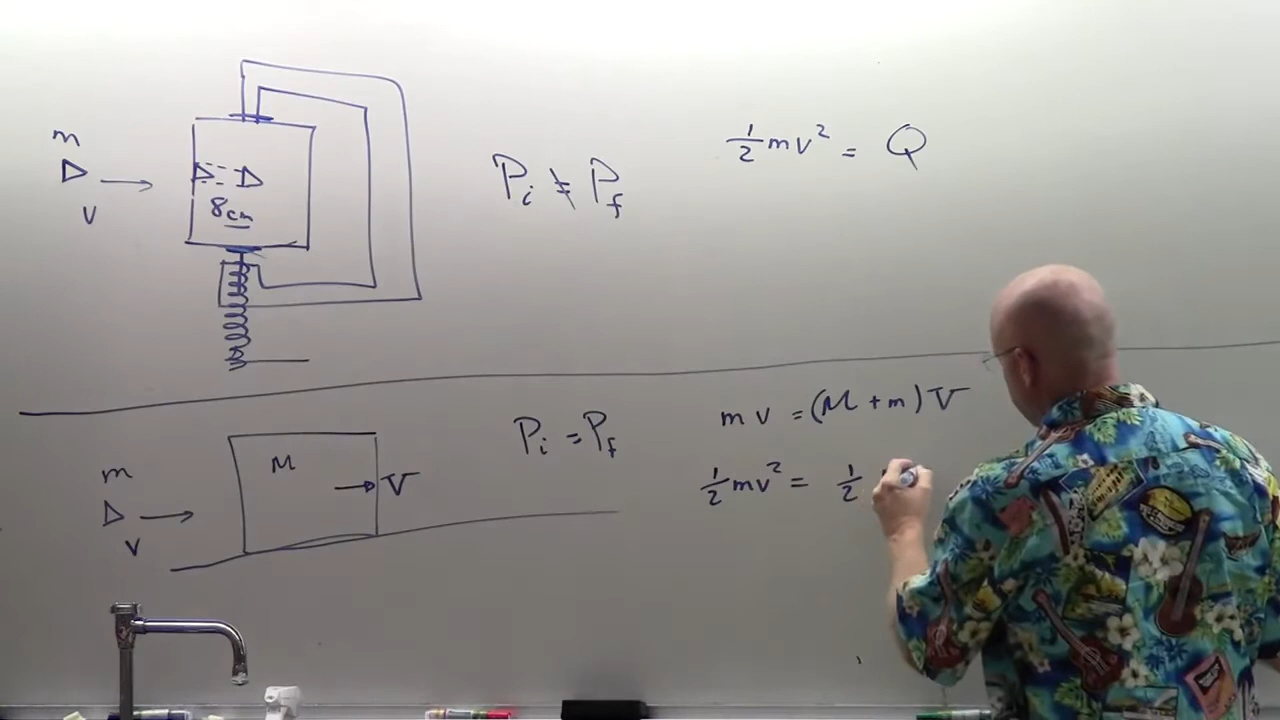 m
v
8cm
Pi ≠ Pf
½mv² = Q
m
v
M
V
Pi = Pf
mv = (M+m)V
½mv² = ½